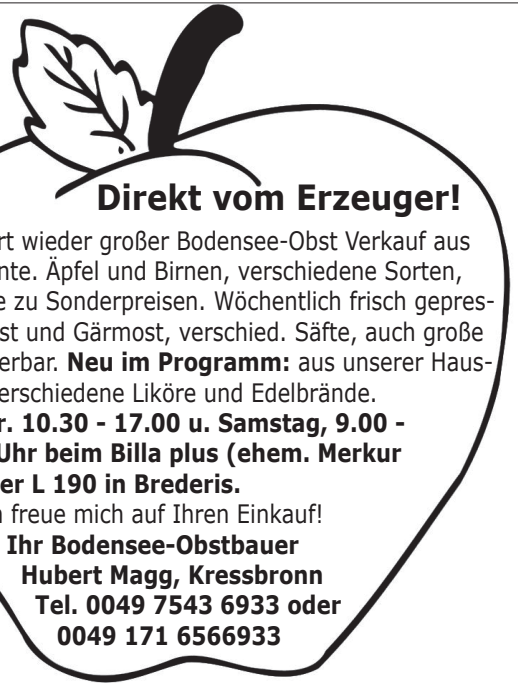 Direkt vom Erzeuger!
rt wieder großer Bodensee-Obst Verkauf aus
nte. Äpfel und Birnen, verschiedene Sorten,
e zu Sonderpreisen. Wöchentlich frisch gepres-
st und Gärmost, verschied. Säfte, auch große
erbar. Neu im Programm: aus unserer Haus-
erschiedene Liköre und Edelbrände.
r. 10.30 - 17.00 u. Samstag, 9.00 -
Uhr beim Billa plus (ehem. Merkur
er L 190 in Brederis.
h freue mich auf Ihren Einkauf!
Ihr Bodensee-Obstbauer
Hubert Magg, Kressbronn
Tel. 0049 7543 6933 oder
0049 171 6566933